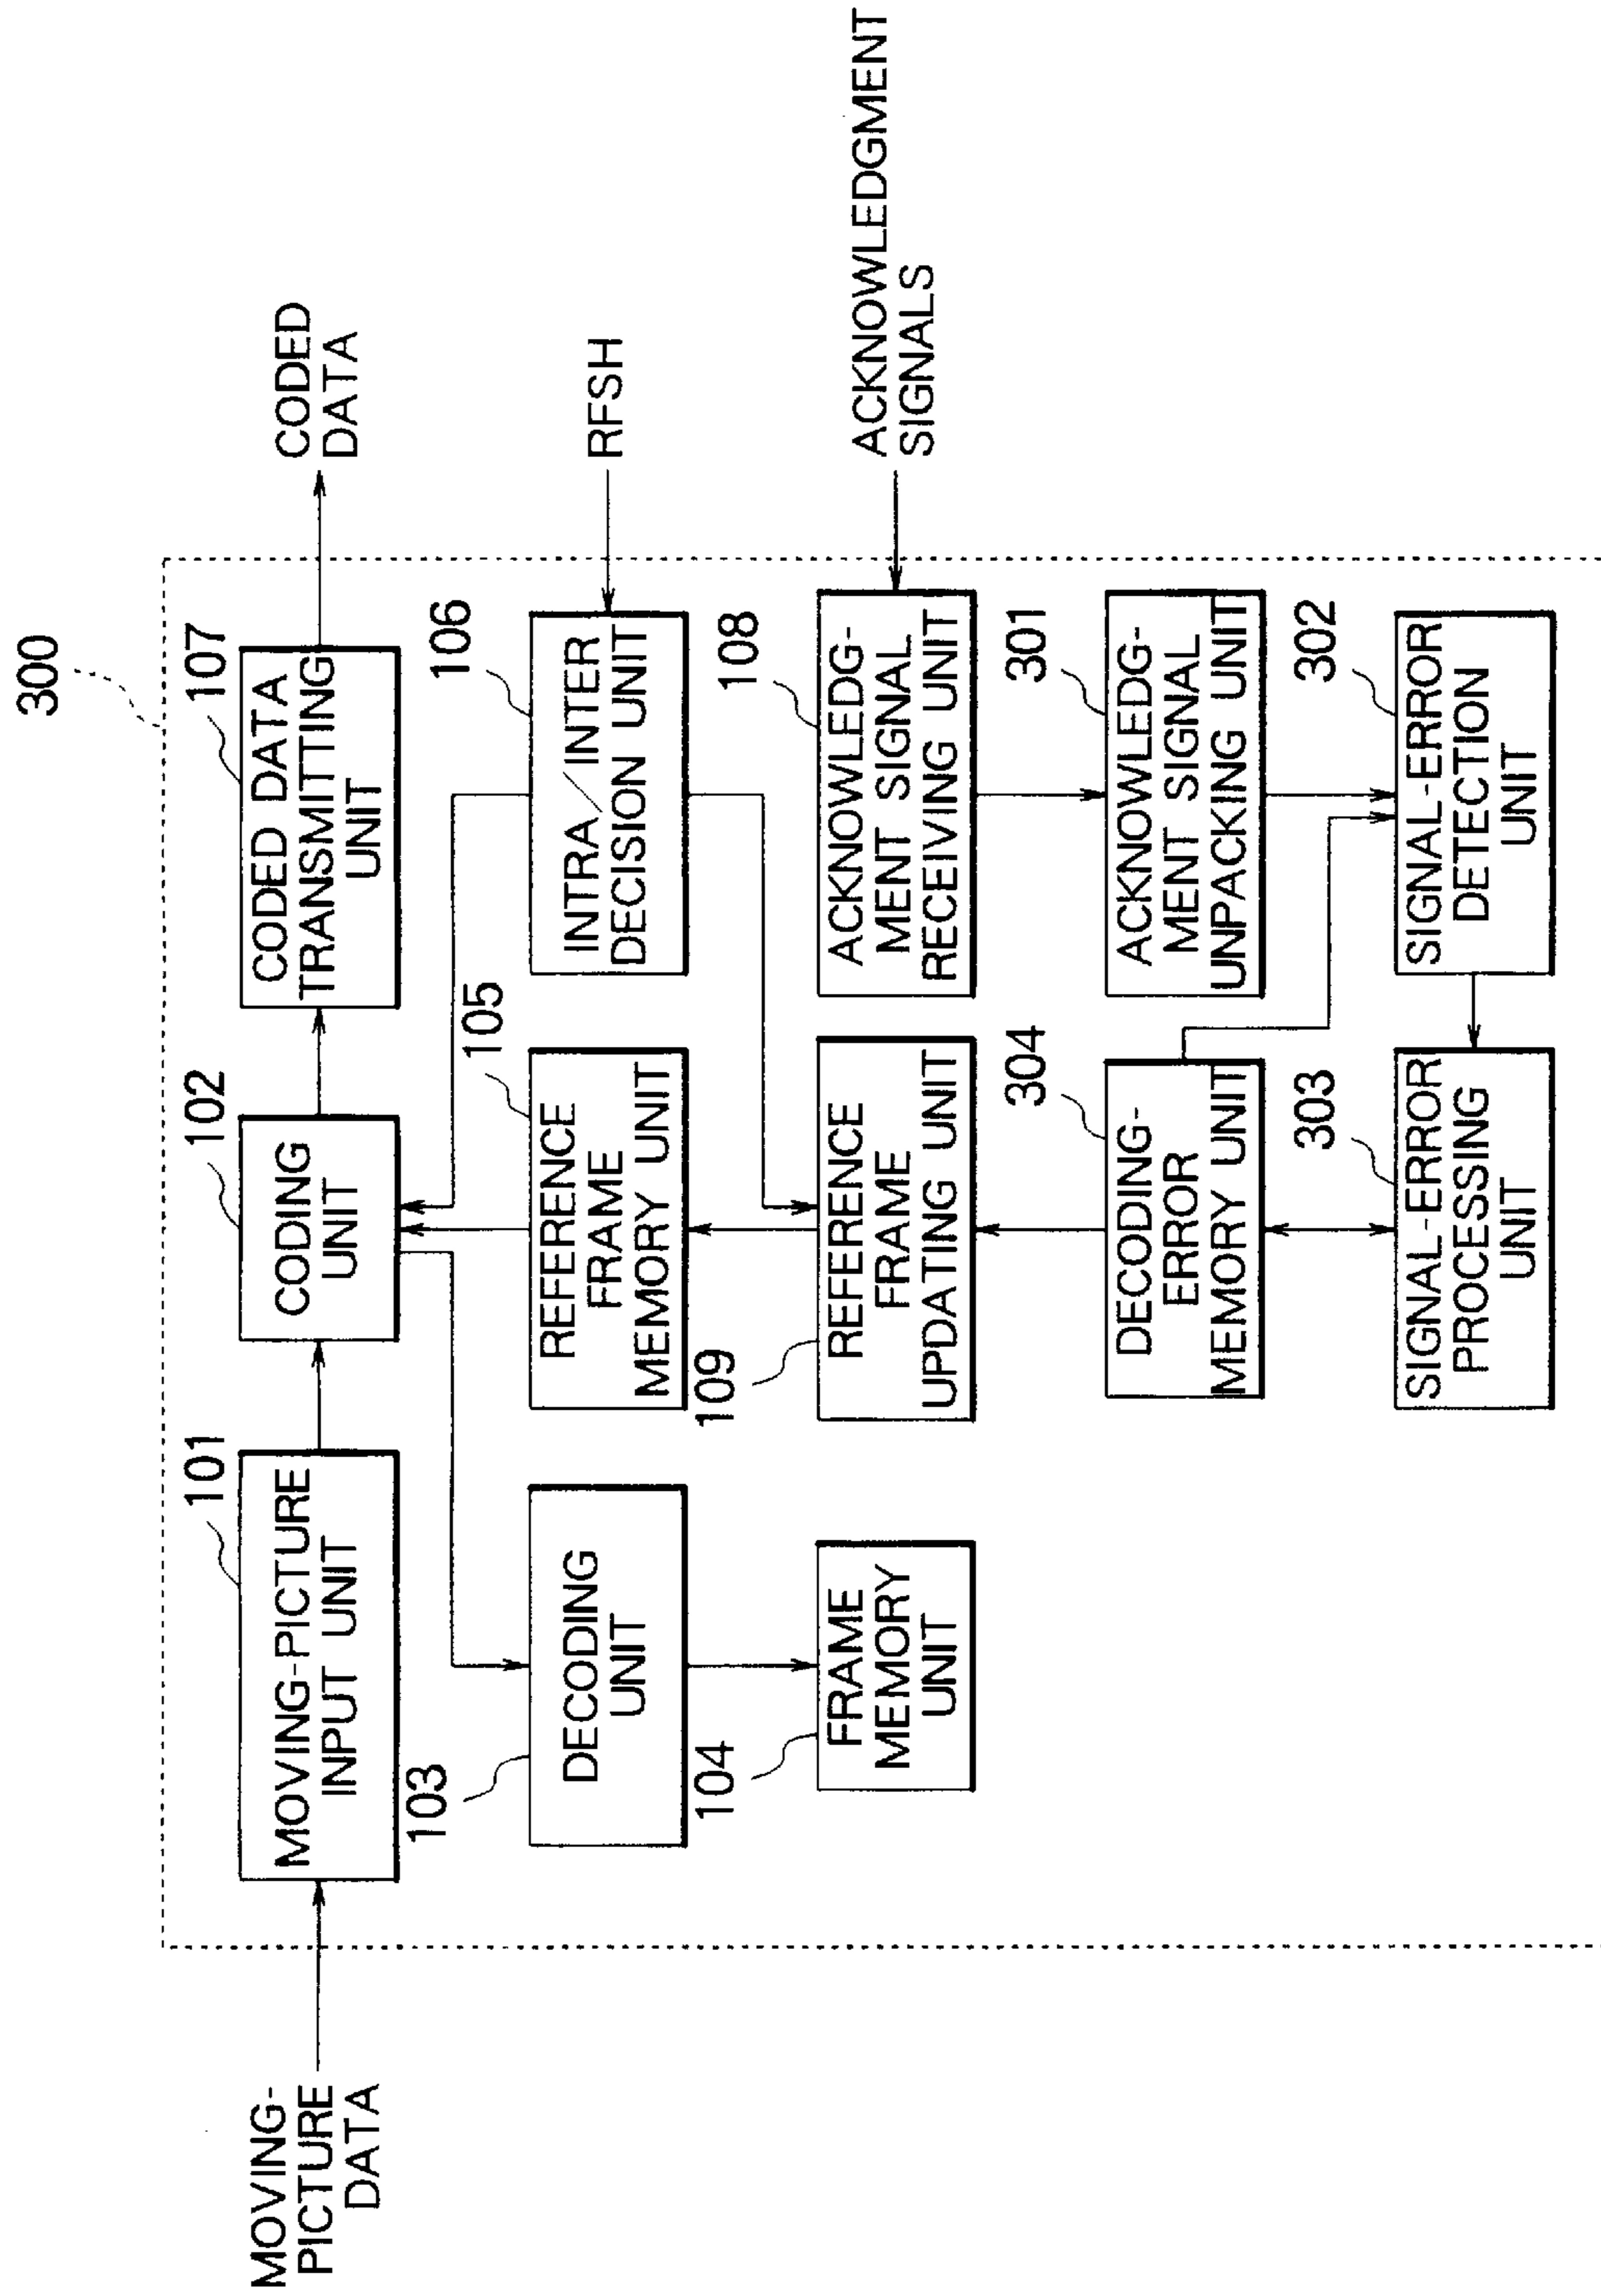 300
MOVING-
PICTURE
DATA
101
MOVING-PICTURE
INPUT UNIT
102
CODING
UNIT
107
CODED DATA
TRANSMITTING
UNIT
CODED
DATA
103
DECODING
UNIT
105
REFERENCE
FRAME
MEMORY UNIT
106
INTRA/INTER
DECISION UNIT
RFSH
104
FRAME
MEMORY
UNIT
109
REFERENCE
FRAME
UPDATING UNIT
108
ACKNOWLEDG-
MENT SIGNAL
RECEIVING UNIT
ACKNOWLEDGMENT
SIGNALS
304
DECODING-
ERROR
MEMORY UNIT
301
ACKNOWLEDG-
MENT SIGNAL
UNPACKING UNIT
303
SIGNAL-ERROR
PROCESSING
UNIT
302
SIGNAL-ERROR
DETECTION
UNIT